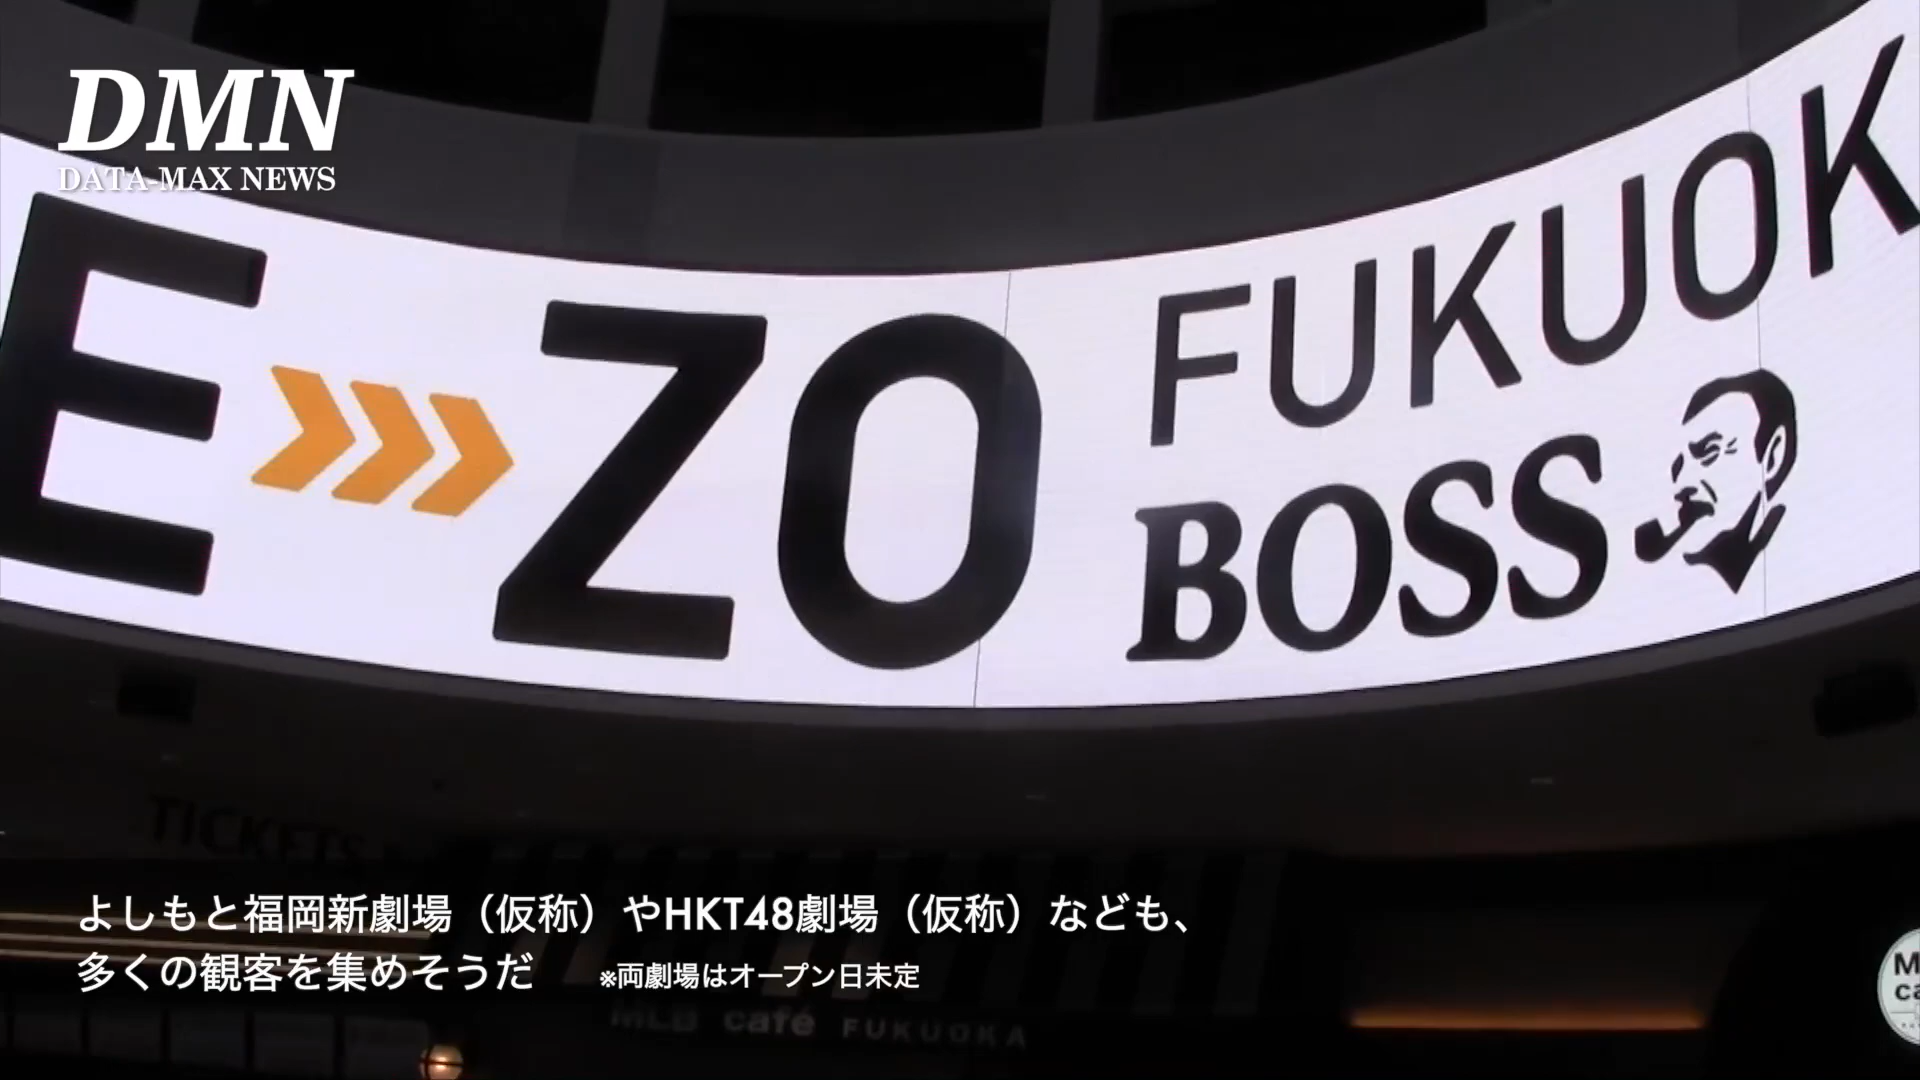 DMN
DATA-MAX NEWS
E ZO FUKUOK
BOSS
TICKETS
よしもと福岡新劇場（仮称）やHKT48劇場（仮称）なども、
多くの観客を集めそうだ ※両劇場はオープン日未定
MLB café FUKUOKA